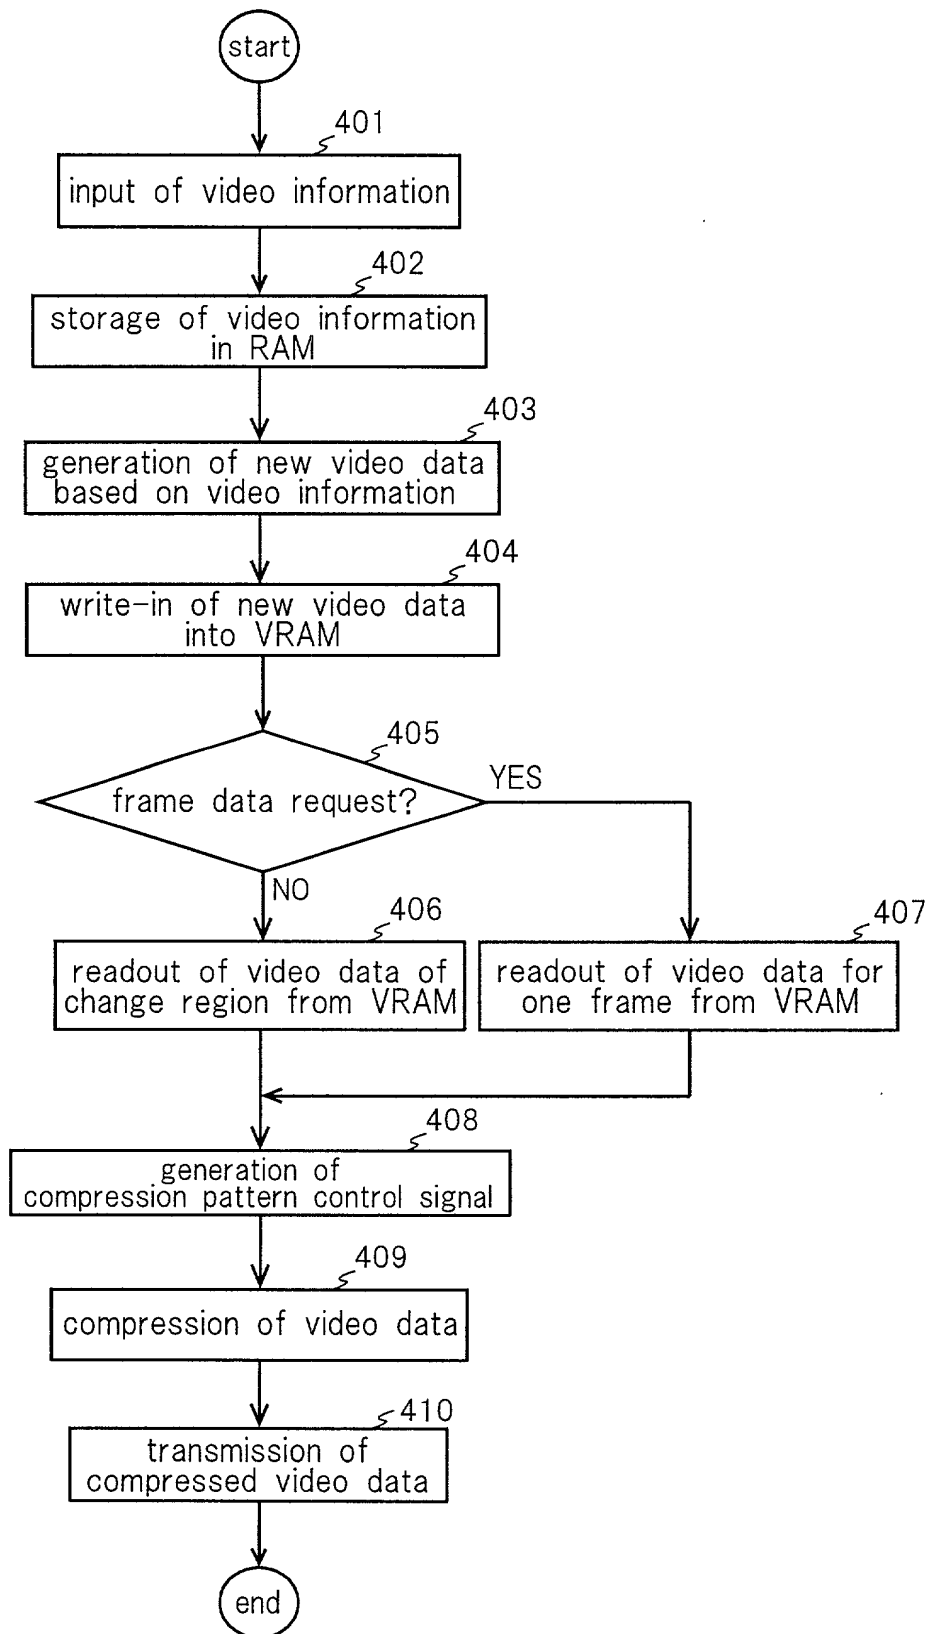 start
401
input of video information
402
storage of video information
in RAM
403
generation of new video data
based on video information
404
write-in of new video data
into VRAM
405
frame data request?
YES
NO
406
readout of video data of
change region from VRAM
407
readout of video data for
one frame from VRAM
408
generation of
compression pattern control signal
409
compression of video data
410
transmission of
compressed video data
end